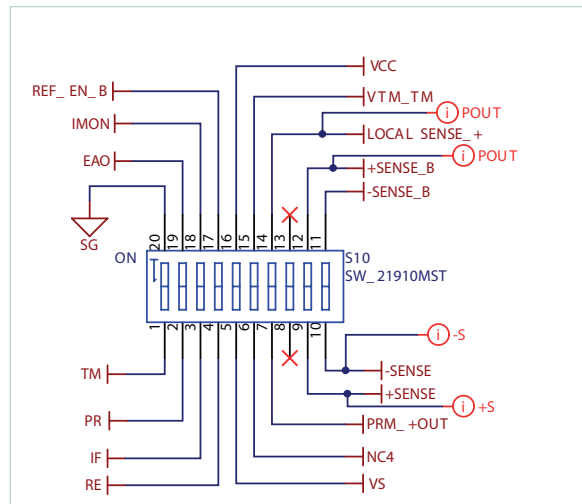 VCC
REF_ EN_ B
VTM_TM
i POUT
IMON
LOCAL SENSE_ +
i POUT
EAO
+SENSE_B
-SENSE_B
SG
20 19 18 17 16 15 14 13 12 11
ON
S10
SW_ 21910MST
1 2 3 4 5 6 7 8 9 10
i -S
TM
-SENSE
+SENSE
i +S
PR
PRM_ +OUT
IF
NC4
RE
VS